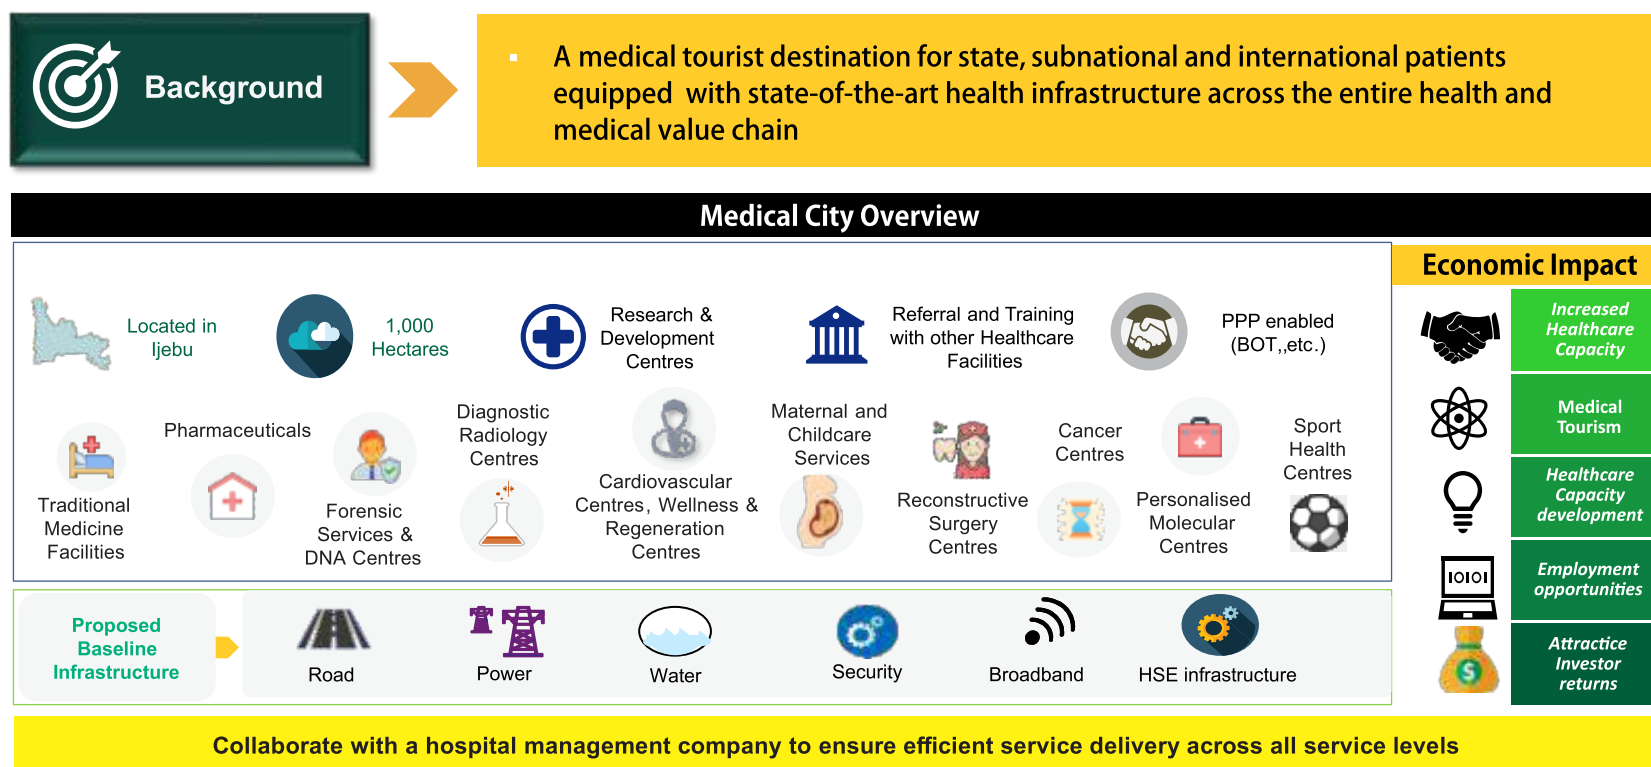 Background
A medical tourist destination for state, subnational and international patients
equipped with state-of-the-art health infrastructure across the entire health and
medical value chain
Medical City Overview
Located in
Ijebu
1,000
Hectares
Research &
Development
Centres
Referral and Training
with other Healthcare
Facilities
PPP enabled
(BOT,,etc.)
Traditional
Medicine
Facilities
Pharmaceuticals
Forensic
Services &
DNA Centres
Diagnostic
Radiology
Centres
Cardiovascular
Centres, Wellness &
Regeneration
Centres
Maternal and
Childcare
Services
Reconstructive
Surgery
Centres
Cancer
Centres
Personalised
Molecular
Centres
Sport
Health
Centres
Economic Impact
Increased
Healthcare
Capacity
Medical
Tourism
Healthcare
Capacity
development
10101
Employment
opportunities
$
Attractice
Investor
returns
Proposed
Baseline
Infrastructure
Road
Power
Water
Security
Broadband
HSE infrastructure
Collaborate with a hospital management company to ensure efficient service delivery across all service levels